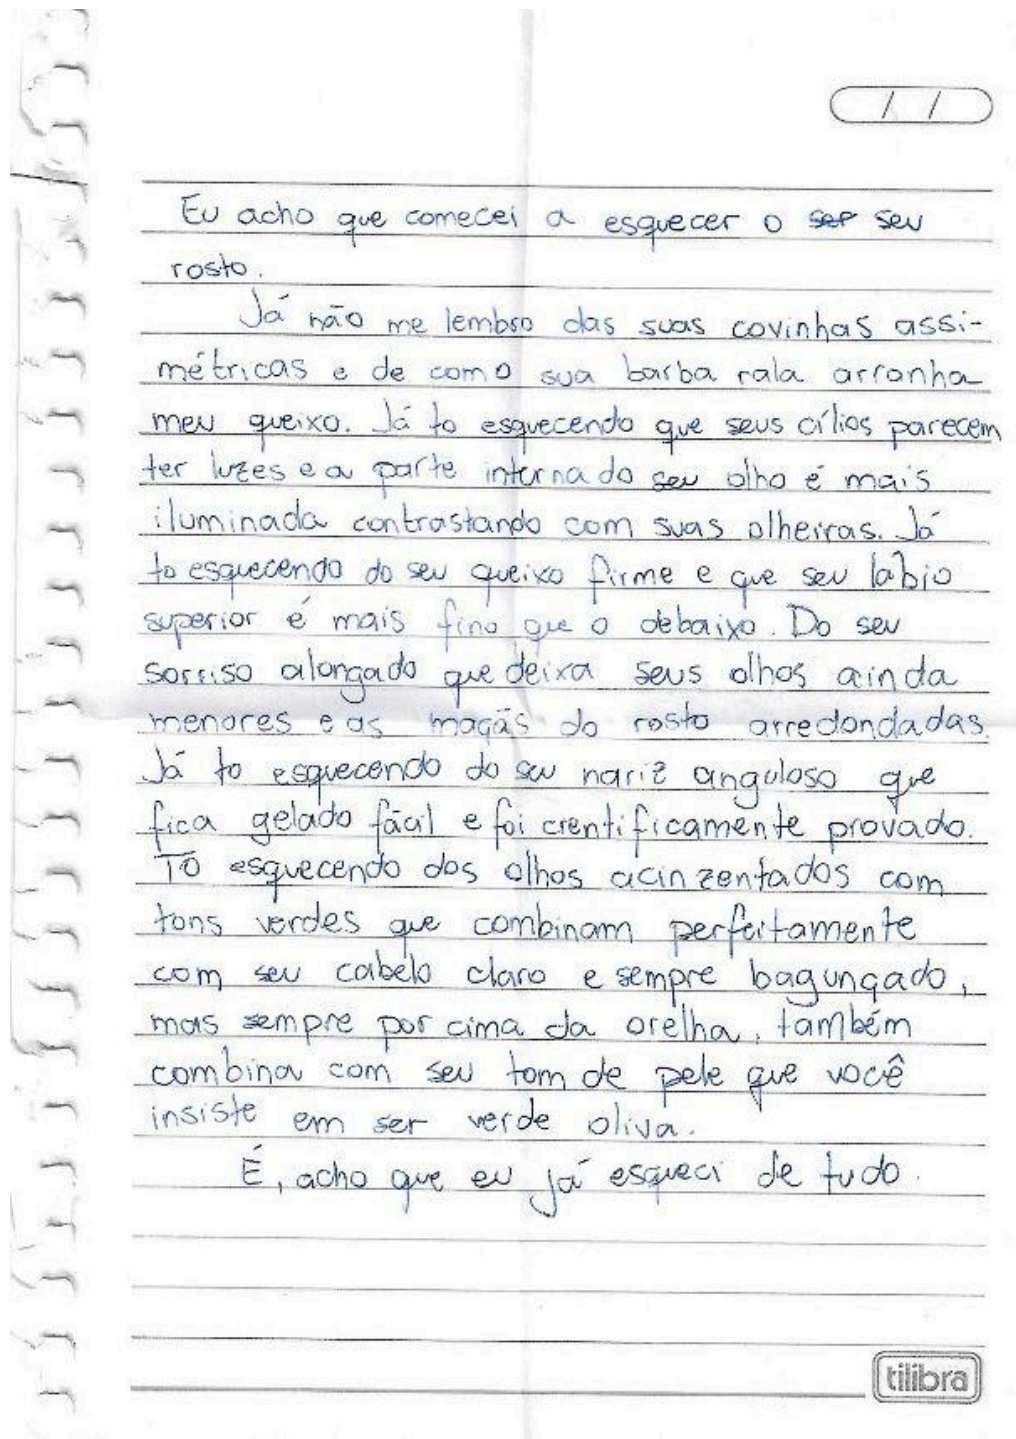 / /
Eu acho que comecei a esquecer o ser seu
rosto.
Já não me lembro das suas covinhas assi-
métricas e de como sua barba rala arranha
meu queixo. Já to esquecendo que seus cílios parecem
ter luzes e a parte interna do seu olho é mais
iluminada contrastando com suas olheiras. Já
to esquecendo do seu queixo firme e que seu lábio
superior é mais fino que o debaixo. Do seu
sorriso alongado que deixa seus olhos ainda
menores e as maçãs do rosto arredondadas.
Já to esquecendo do seu nariz anguloso que
fica gelado fácil e foi cientificamente provado.
Tô esquecendo dos olhos acinzentados com
tons verdes que combinam perfeitamente
com seu cabelo claro e sempre bagunçado,
mas sempre por cima da orelha, também
combina com seu tom de pele que você
insiste em ser verde oliva.
É, acho que eu já esqueci de tudo.
tilibra